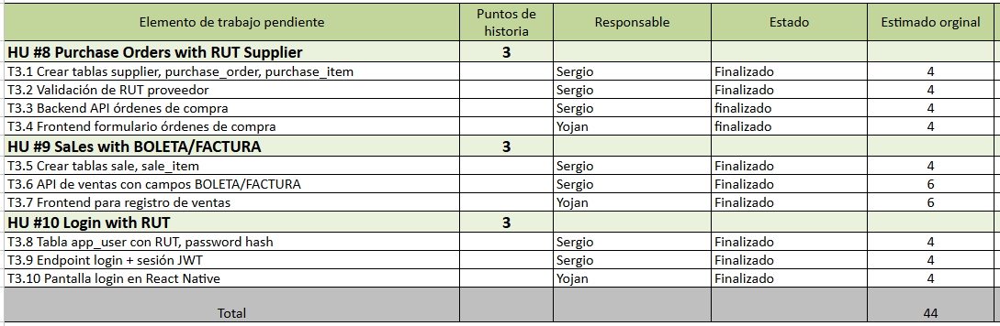 Elemento de trabajo pendiente Puntos de historia Responsable Estado Estimado orginal
HU #8 Purchase Orders with RUT Supplier 3
T3.1 Crear tablas supplier, purchase_order, purchase_item Sergio Finalizado 4
T3.2 Validación de RUT proveedor Sergio Finalizado 4
T3.3 Backend API órdenes de compra Sergio finalizado 4
T3.4 Frontend formulario órdenes de compra Yojan finalizado 4
HU #9 SaLes with BOLETA/FACTURA 3
T3.5 Crear tablas sale, sale_item Sergio Finalizado 4
T3.6 API de ventas con campos BOLETA/FACTURA Sergio Finalizado 6
T3.7 Frontend para registro de ventas Yojan Finalizado 6
HU #10 Login with RUT 3
T3.8 Tabla app_user con RUT, password hash Sergio Finalizado 4
T3.9 Endpoint login + sesión JWT Sergio Finalizado 4
T3.10 Pantalla login en React Native Yojan Finalizado 4
Total 44